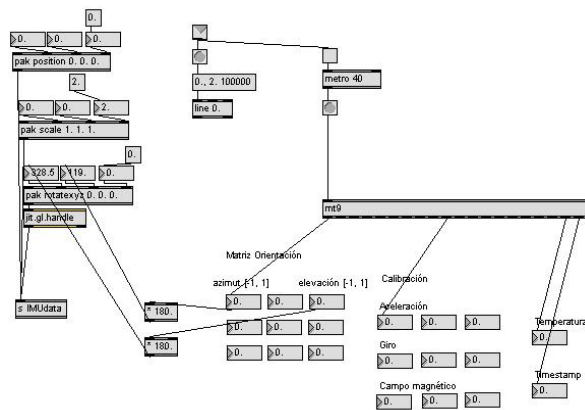 0.
0. 0. 0.
pak position 0. 0. 0.
2.
0. 0. 2.
pak scale 1. 1. 1.
0.
328.5 119. 0.
pak rotatexyz 0. 0. 0.
jit.gl.handle
s IMUdata
0., 2. 100000
line 0.
metro 40
mt9
Matriz Orientación
azimut [-1, 1] elevación [-1, 1]
0. 0. 0.
0. 0. 0.
0. 0. 0.
* 180.
* 180.
Calibración
Aceleración
0. 0. 0.
Giro
0. 0. 0.
Campo magnético
0. 0. 0.
Temperatura
0.
Timestamp
0.